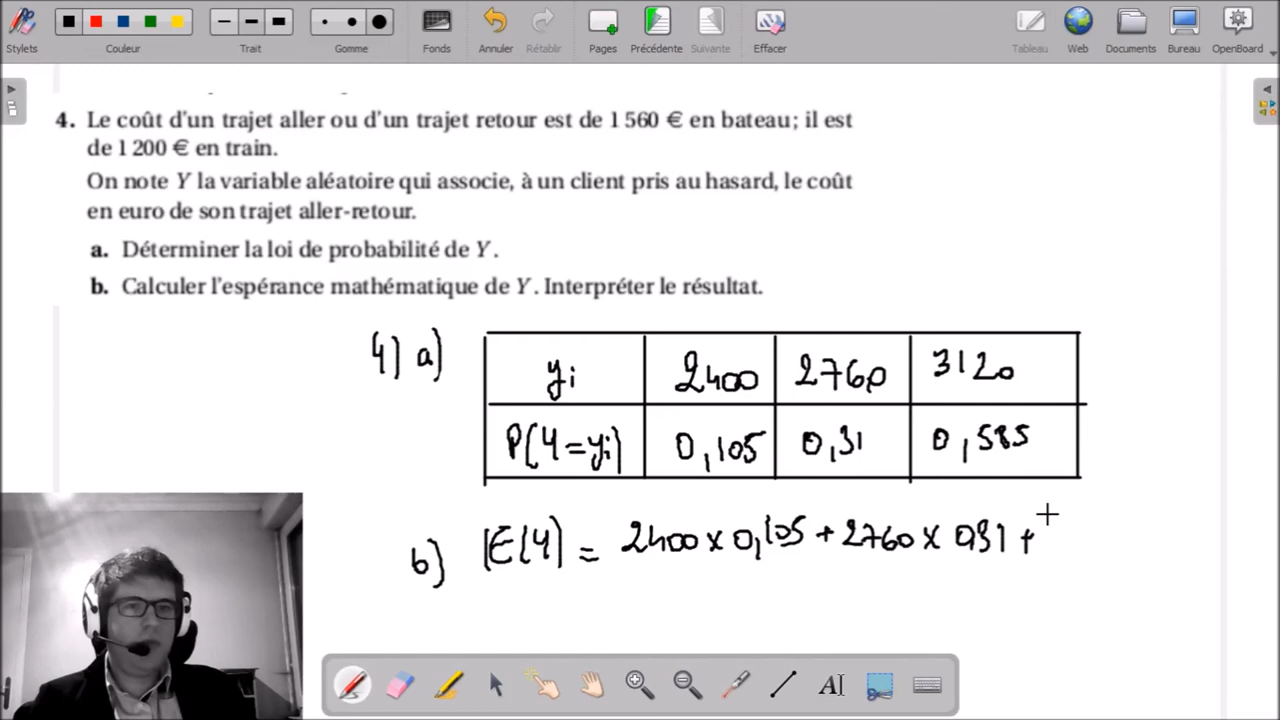 Stylets Couleur Trait Gomme Fonds Annuler Rétablir Pages Précédente Suivante Effacer Tableau Web Documents Bureau OpenBoard
4. Le coût d'un trajet aller ou d'un trajet retour est de 1 560 € en bateau; il est
de 1 200 € en train.
On note Y la variable aléatoire qui associe, à un client pris au hasard, le coût
en euro de son trajet aller-retour.
a. Déterminer la loi de probabilité de Y.
b. Calculer l'espérance mathématique de Y. Interpréter le résultat.
4) a) yi 2400 2760 3120
P(Y=yi) 0,105 0,31 0,585
b) E(Y) = 2400 × 0,105 + 2760 × 0,31 +
AI